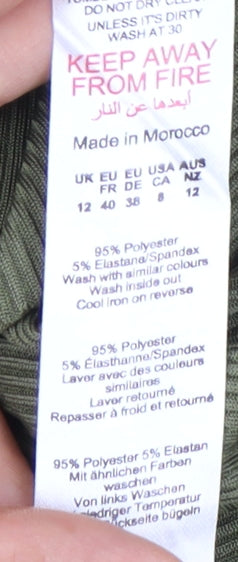 DO NOT DRY CLEAN
UNLESS IT'S DIRTY
WASH AT 30
KEEP AWAY
FROM FIRE
أبعدها عن النار
Made in Morocco
UK EU EU USA AUS
FR DE CA NZ
12 40 38 8 12
95% Polyester
5% Elastane/Spandex
Wash with similar colours
Wash inside out
Cool iron on reverse
95% Polyester
5% Élasthanne/Spandex
Laver avec des couleurs
similaires
Laver retourné
Repasser à froid et retourné
95% Polyester 5% Elastan
Mit ähnlichen Farben
waschen
Von links Waschen
Temperatur
bügeln